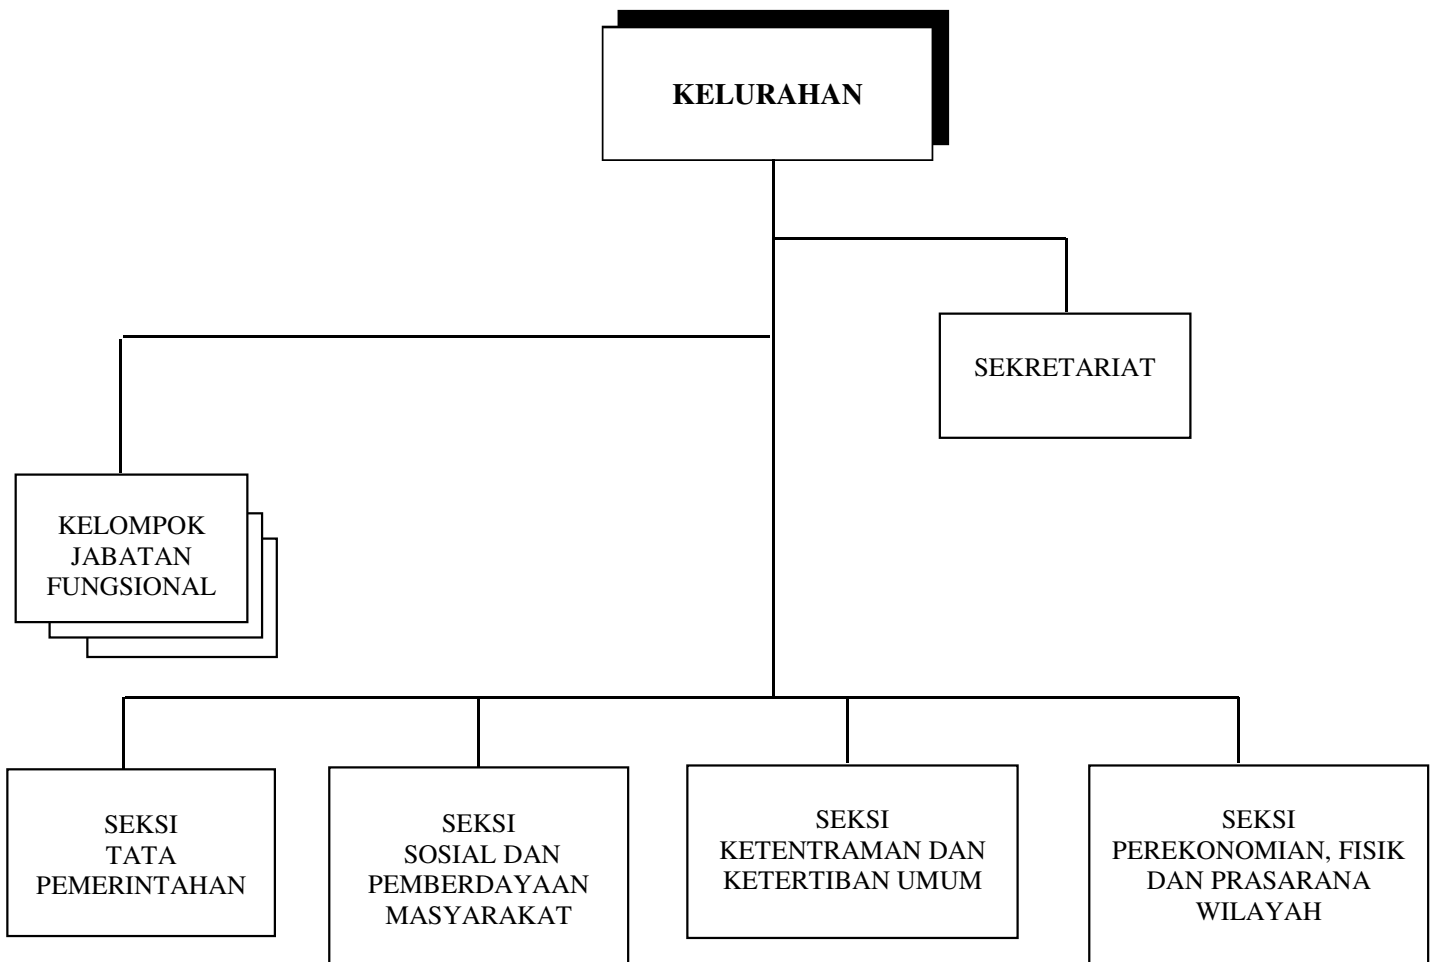 KELURAHAN
SEKRETARIAT
KELOMPOK
JABATAN
FUNGSIONAL
SEKSI
TATA
PEMERINTAHAN
SEKSI
SOSIAL DAN
PEMBERDAYAAN
MASYARAKAT
SEKSI
KETENTRAMAN DAN
KETERTIBAN UMUM
SEKSI
PEREKONOMIAN, FISIK
DAN PRASARANA
WILAYAH